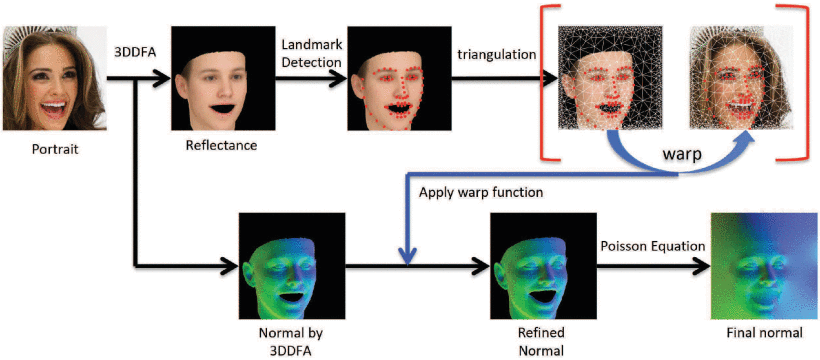 3DDFA
Landmark
Detection
triangulation
Portrait
Reflectance
warp
Apply warp function
Poisson Equation
Normal by
3DDFA
Refined
Normal
Final normal